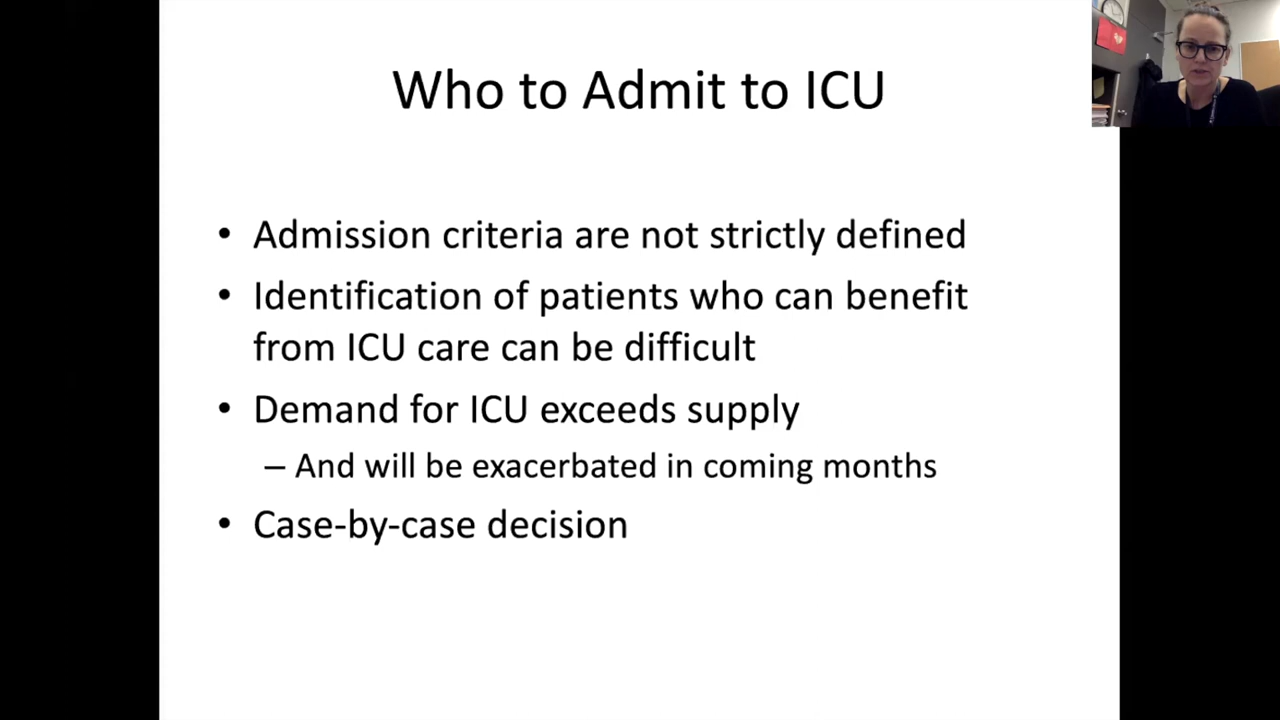 Who to Admit to ICU
• Admission criteria are not strictly defined
• Identification of patients who can benefit
from ICU care can be difficult
• Demand for ICU exceeds supply
– And will be exacerbated in coming months
• Case-by-case decision